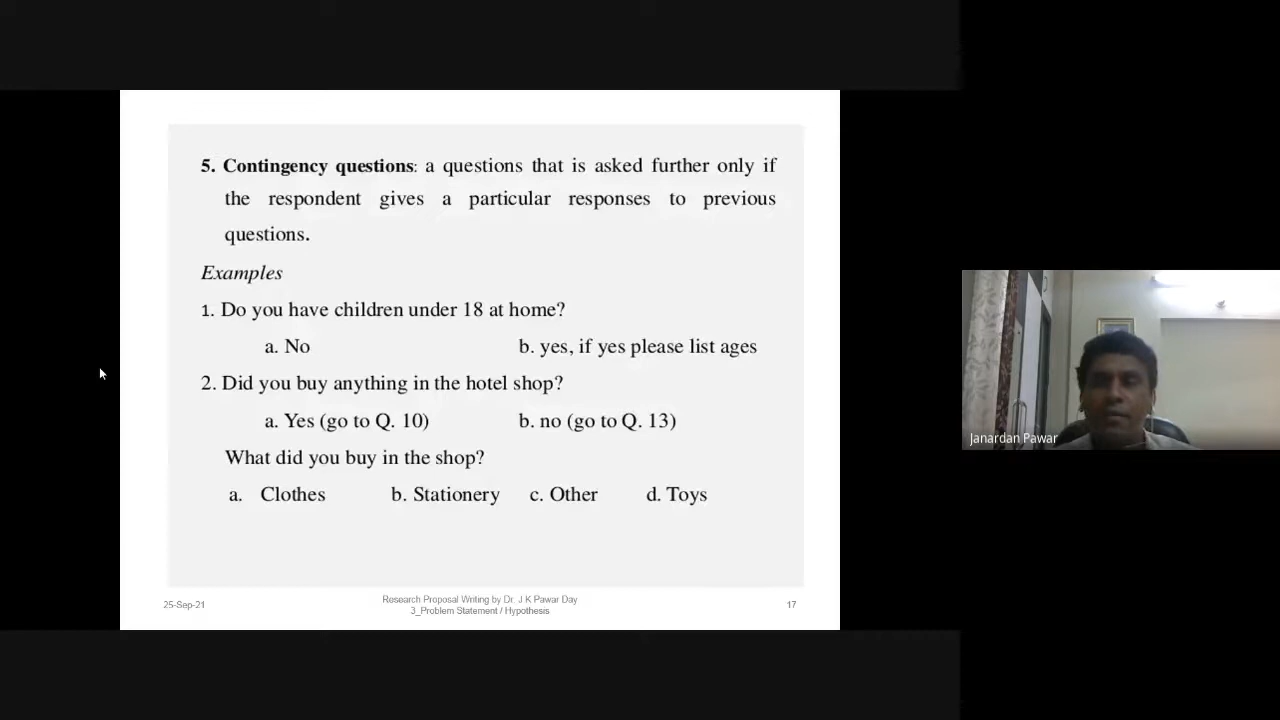 5. Contingency questions: a questions that is asked further only if
the respondent gives a particular responses to previous
questions.
Examples
1. Do you have children under 18 at home?
a. No b. yes, if yes please list ages
2. Did you buy anything in the hotel shop?
a. Yes (go to Q. 10) b. no (go to Q. 13)
What did you buy in the shop?
a. Clothes b. Stationery c. Other d. Toys
25-Sep-21
Research Proposal Writing by Dr. J K Pawar Day
3_Problem Statement / Hypothesis
17
Janardan Pawar